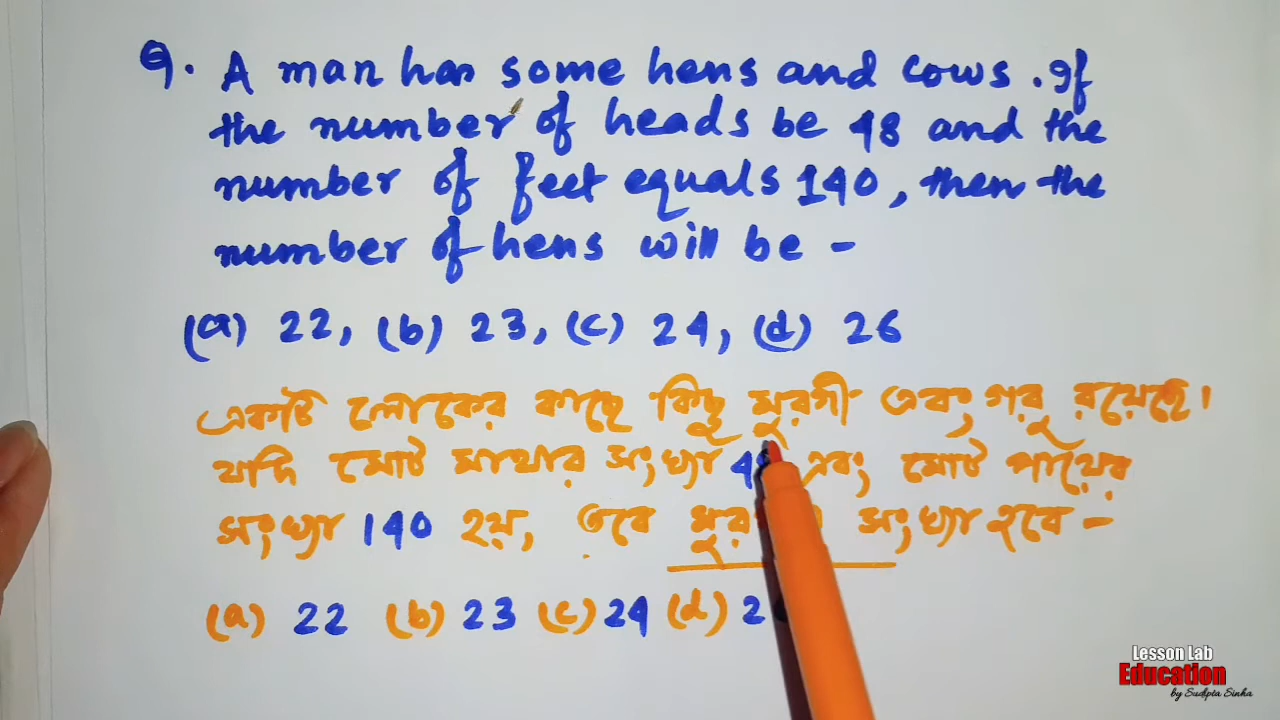 Q. A man has some hens and cows. If
the number of heads be 48 and the
number of feet equals 140, then the
number of hens will be -
(a) 22, (b) 23, (c) 24, (d) 26
একটি লোকের কাছে কিছু মুরগী এবং গরু রয়েছে।
যদি মোট মাথার সংখ্যা এবং মোট পায়ের
সংখ্যা 140 হয়, তবে সংখ্যা হবে -
(a) 22 (b) 23 (c) 24 (d)
Lesson Lab
Education
by Sudipta Sinha